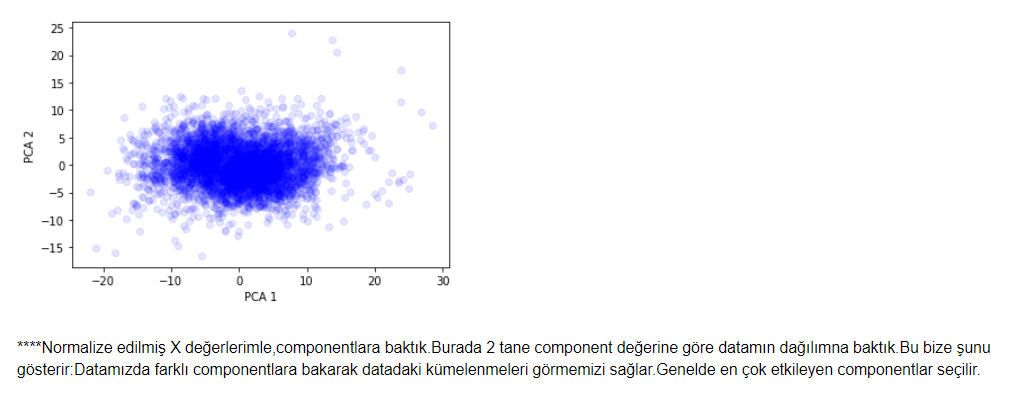 25
20
15
10
5
0
−5
−10
−15
PCA 2
−20 −10 0 10 20 30
PCA 1
****Normalize edilmiş X değerlerimle,componentlara baktık.Burada 2 tane component değerine göre datamın dağılımna baktık.Bu bize şunu
gösterir:Datamızda farklı componentlara bakarak datadaki kümelenmeleri görmemizi sağlar.Genelde en çok etkileyen componentlar seçilir.